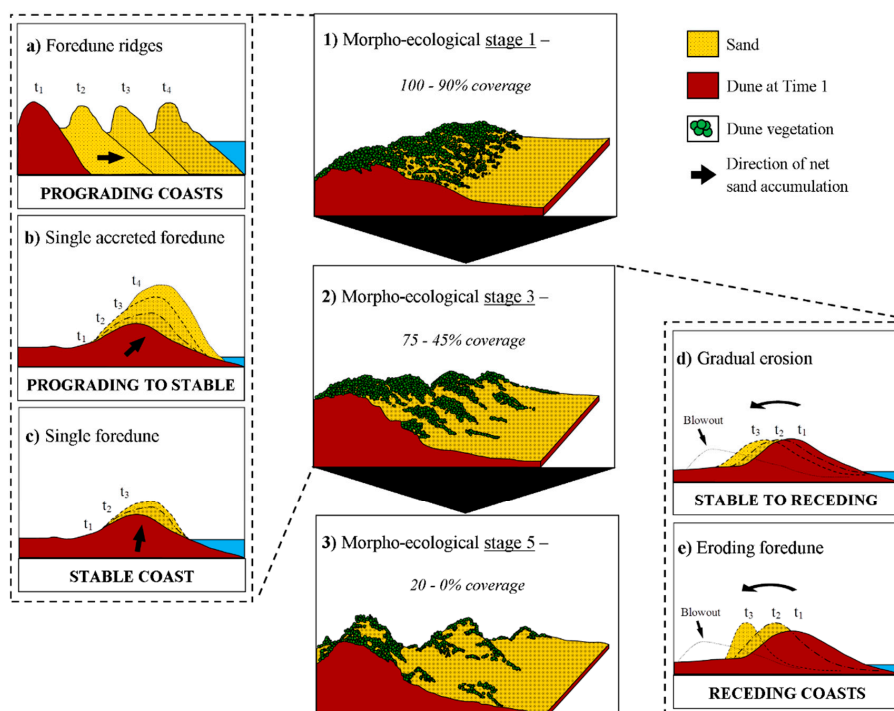 a) Foredune ridges
t1 t2 t3 t4
PROGRADING COASTS
b) Single accreted foredune
t4
t3
t2
t1
PROGRADING TO STABLE
c) Single foredune
t3
t2
t1
STABLE COAST
1) Morpho-ecological stage 1 –
100 - 90% coverage
2) Morpho-ecological stage 3 –
75 - 45% coverage
3) Morpho-ecological stage 5 –
20 - 0% coverage
Sand
Dune at Time 1
Dune vegetation
Direction of net
sand accumulation
d) Gradual erosion
Blowout
t3 t2 t1
STABLE TO RECEDING
e) Eroding foredune
Blowout
t3 t2 t1
RECEDING COASTS